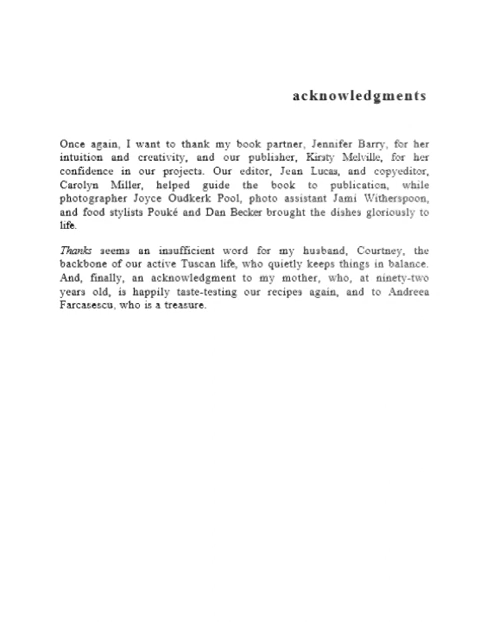 acknowledgments
Once again, I want to thank my book partner, Jennifer Barry, for her
intuition and creativity, and our publisher, Kirsty Melville, for her
confidence in our projects. Our editor, Jean Lucas, and copyeditor,
Carolyn Miller, helped guide the book to publication, while
photographer Joyce Oudkerk Pool, photo assistant Jami Witherspoon,
and food stylists Pouké and Dan Becker brought the dishes gloriously to
life.
Thanks seems an insufficient word for my husband, Courtney, the
backbone of our active Tuscan life, who quietly keeps things in balance.
And, finally, an acknowledgment to my mother, who, at ninety-two
years old, is happily taste-testing our recipes again, and to Andreea
Farcasescu, who is a treasure.